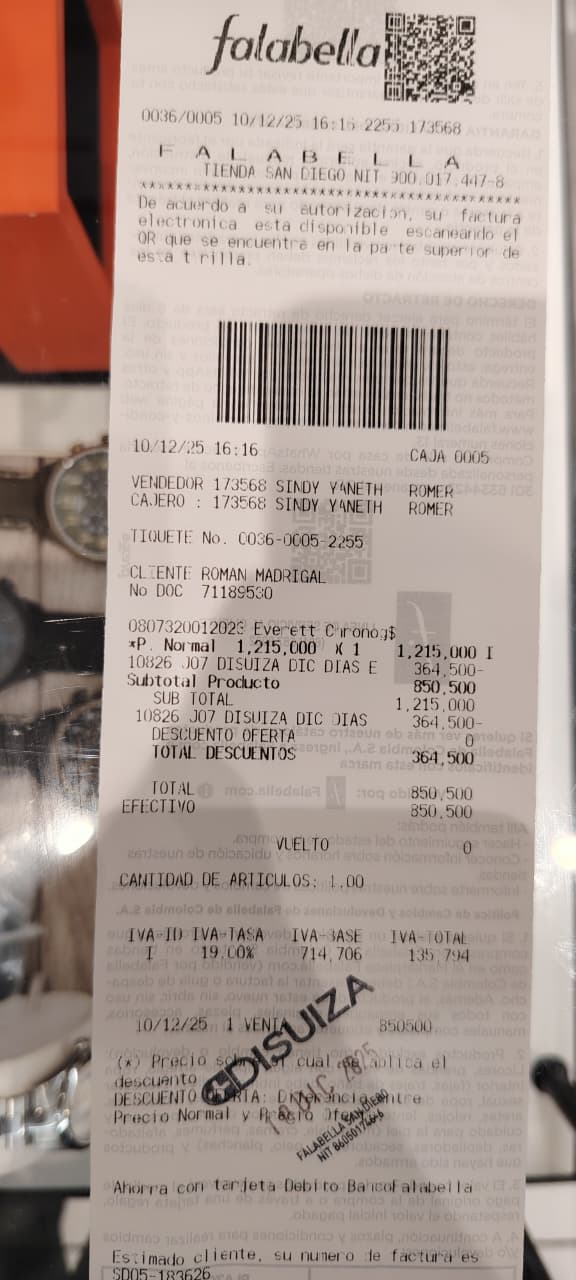 falabella
0036/0005 10/12/25 16:16 2255 173568
F A L A B E L L A
TIENDA SAN DIEGO NIT 900.017.447-8
****************************************
De acuerdo a su autorizacion, su factura
electronica esta disponible escaneando el
QR que se encuentra en la parte superior de
esta tirilla.
10/12/25 16:16 CAJA 0005
VENDEDOR 173568 SINDY YANETH ROMER
CAJERO : 173568 SINDY YANETH ROMER
TIQUETE No. 0036-0005-2255
CLIENTE ROMAN MADRIGAL
No DOC 71189530
0807320012023 Everett Cronog$
*P. Normal 1,215,000 X 1 1,215,000 I
10826 J07 DISUIZA DIC DIAS E 364,500-
Subtotal Producto 850,500
SUB TOTAL 1,215,000
10826 J07 DISUIZA DIC DIAS 364,500-
DESCUENTO OFERTA 0
TOTAL DESCUENTOS 364,500
TOTAL 850,500
EFECTIVO 850,500
VUELTO 0
CANTIDAD DE ARTICULOS: 1.00
IVA-ID IVA-TASA IVA-BASE IVA-TOTAL
I 19.00% 714,706 135,794
10/12/25 1 VENTA 850500
DISUIZA
(*) Precio sobre el cual se aplica el
descuento
DESCUENTO OFERTA: Diferencia entre
Precio Normal y Precio Oferta
FALABELLA SAN DIEGO
Ahorra con tarjeta Debito BancoFalabella
Estimado cliente, su numero de factura es
SD05-183626